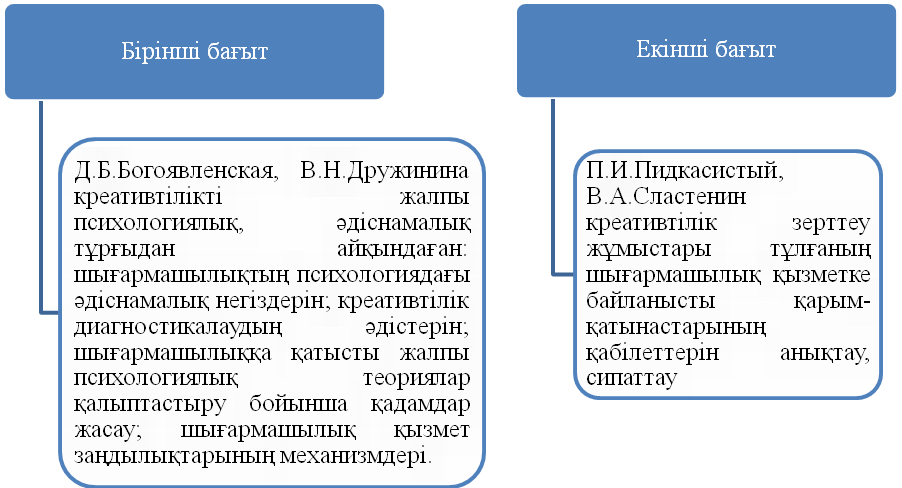 Бірінші бағыт
Д.Б.Богоявленская, В.Н.Дружинина
креативтілікті жалпы
психологиялық, әдіснамалық
тұрғыдан айқындаған:
шығармашылықтың психологиядағы
әдіснамалық негіздерін; креативтілік
диагностикалаудың әдістерін;
шығармашылыққа қатысты жалпы
психологиялық теориялар
қалыптастыру бойынша қадамдар
жасау; шығармашылық қызмет
заңдылықтарының механизмдері.
Екінші бағыт
П.И.Пидкасистый,
В.А.Сластенин
креативтілік зерттеу
жұмыстары тұлғаның
шығармашылық қызметке
байланысты қарым-
қатынастарының
қабілеттерін анықтау,
сипаттау